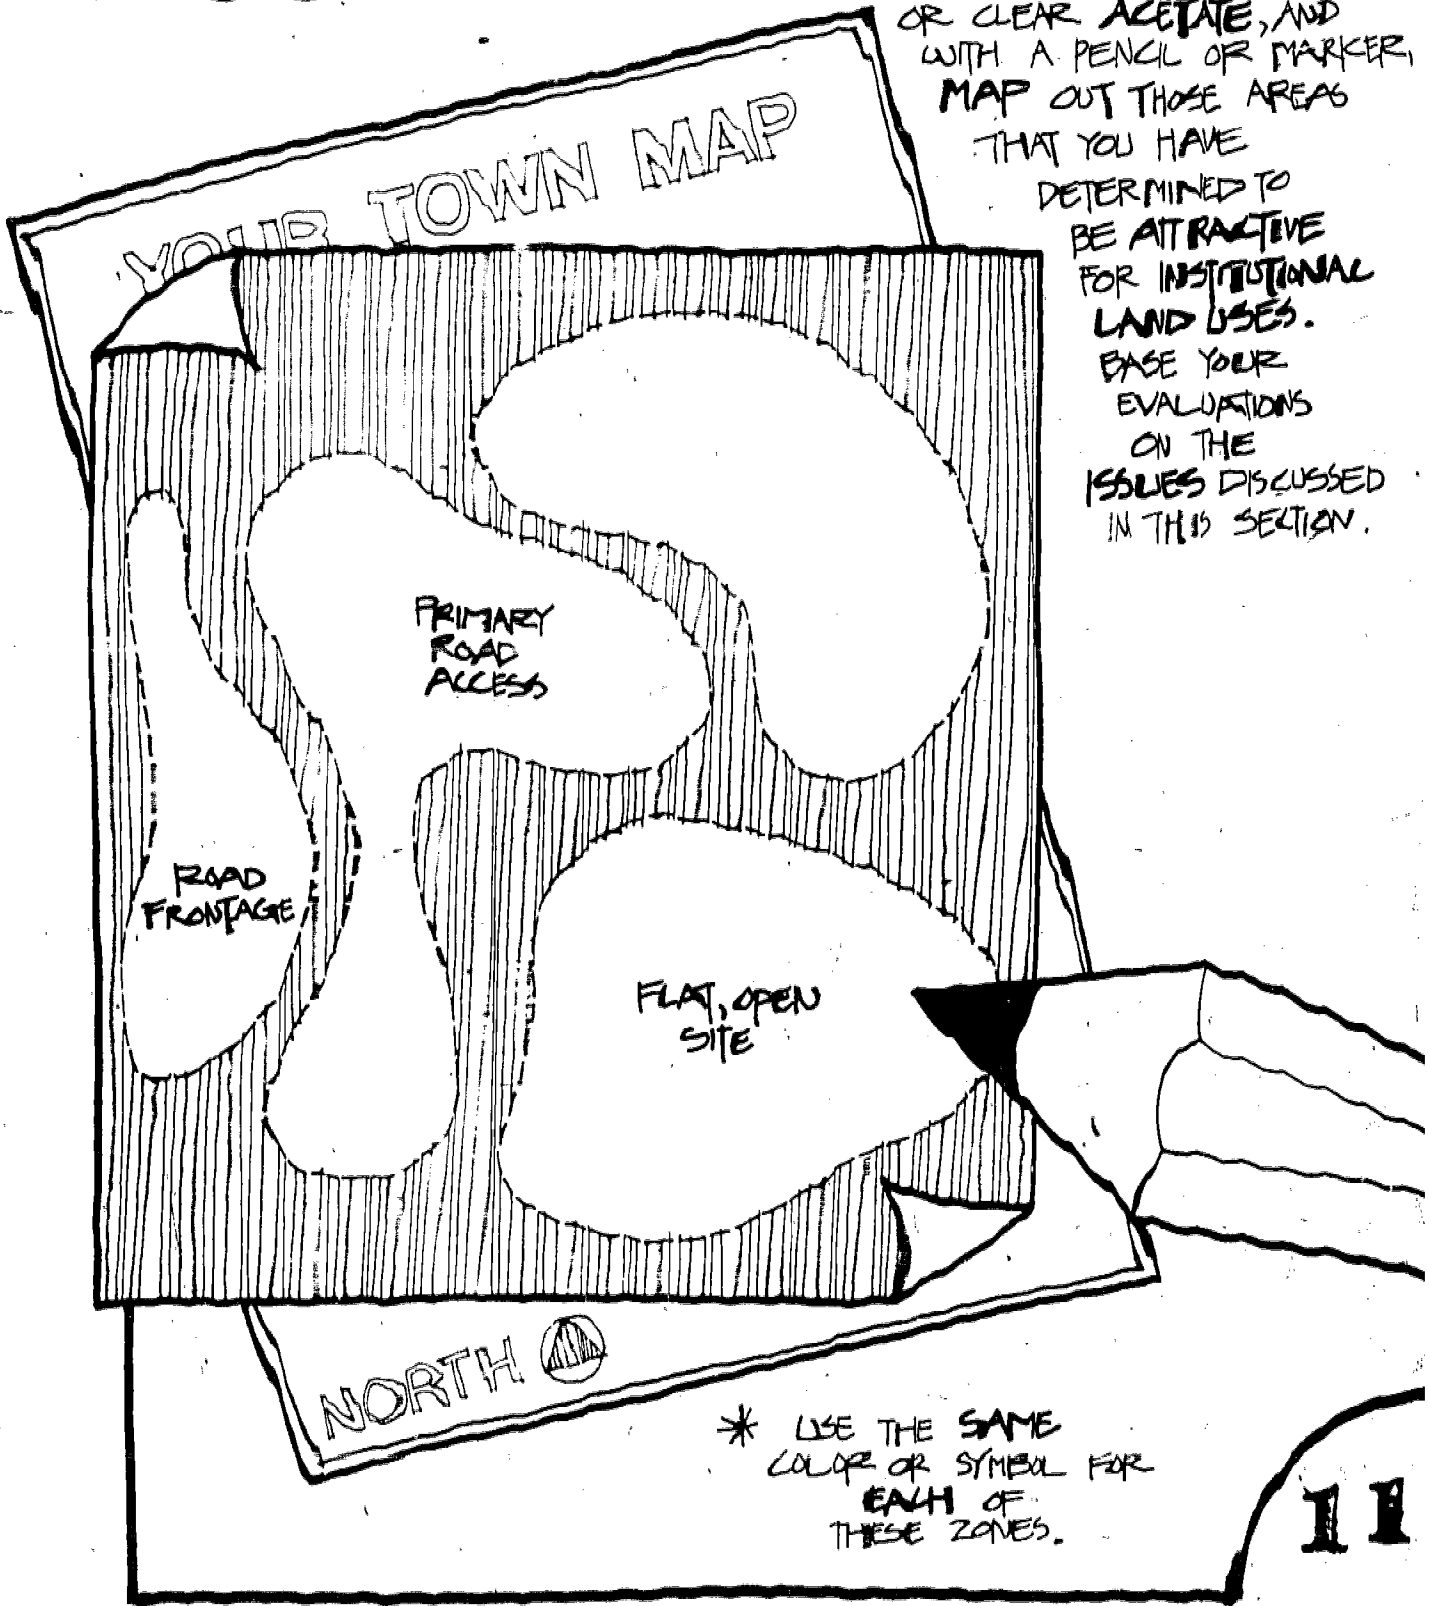 OR CLEAR ACETATE, AND
WITH A PENCIL OR MARKER,
MAP OUT THOSE AREAS
THAT YOU HAVE
DETERMINED TO
BE ATTRACTIVE
FOR INSTITUTIONAL
LAND USES.
BASE YOUR
EVALUATIONS
ON THE
ISSUES DISCUSSED
IN THIS SECTION.
YOUR TOWN MAP
PRIMARY
ROAD
ACCESS
ROAD
FRONTAGE
FLAT, OPEN
SITE
NORTH
* USE THE SAME
COLOR OR SYMBOL FOR
EACH OF
THESE ZONES.
11